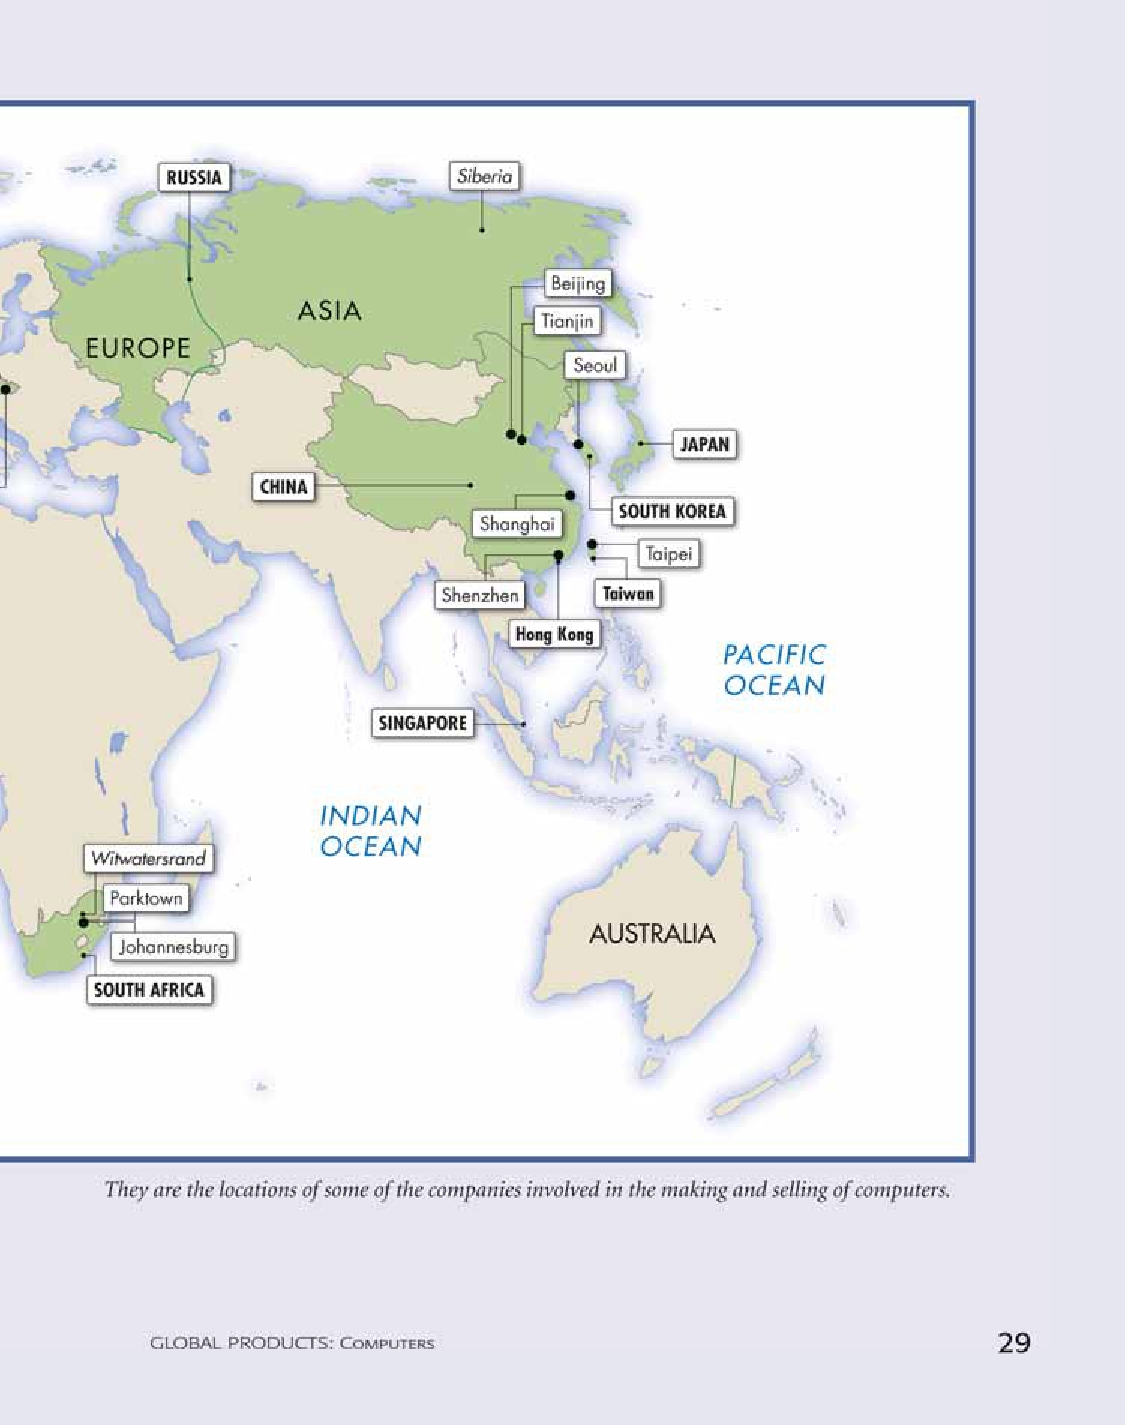 RUSSIA
Siberia
Beijing
ASIA
Tianjin
EUROPE
Seoul
JAPAN
CHINA
SOUTH KOREA
Shanghai
Taipei
Shenzhen
Taiwan
Hong Kong
PACIFIC
OCEAN
SINGAPORE
INDIAN
OCEAN
Witwatersrand
Parktown
AUSTRALIA
Johannesburg
SOUTH AFRICA
They are the locations of some of the companies involved in the making and selling of computers.
GLOBAL PRODUCTS: COMPUTERS
29